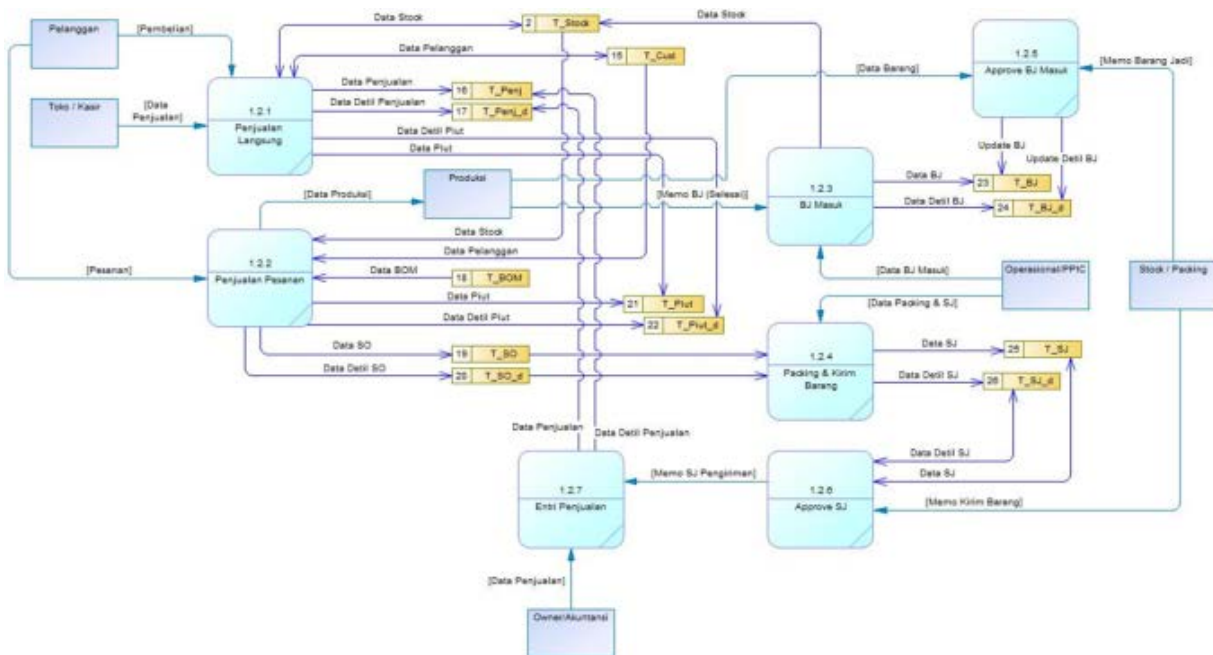 Pelanggan
[Pembelian]
Data Stock
2 T_Stock
Data Stock
Data Pelanggan
15 T_Cust
1.2.5
Approve BJ Masuk
[Memo Barang Jadi]
[Data Barang]
Toko / Kasir
[Data
Penjualan]
1.2.1
Penjualan
Langsung
Data Penjualan
16 T_Penj
Data Detil Penjualan
17 T_Penj_d
Data Detil Piut
Data Piut
Update BJ
Update Detil BJ
[Data Produksi]
Produksi
[Memo BJ (Selesai)]
1.2.3
BJ Masuk
Data BJ
23 T_BJ
Data Detil BJ
24 T_BJ_d
Data Stock
Data Pelanggan
1.2.2
Penjualan Pesanan
[Pesanan]
Data BOM
18 T_BOM
[Data BJ Masuk]
Operasional/PPIC
Stock / Packing
Data Piut
21 T_Piut
Data Detil Piut
22 T_Piut_d
[Data Packing & SJ]
Data SO
19 T_SO
Data Detil SO
20 T_SO_d
1.2.4
Packing & Kirim
Barang
Data SJ
25 T_SJ
Data Detil SJ
26 T_SJ_d
Data Penjualan
Data Detil Penjualan
Data Detil SJ
Data SJ
1.2.7
Entri Penjualan
[Memo SJ Pengiriman]
1.2.6
Approve SJ
[Memo Kirim Barang]
[Data Penjualan]
Owner/Akuntansi